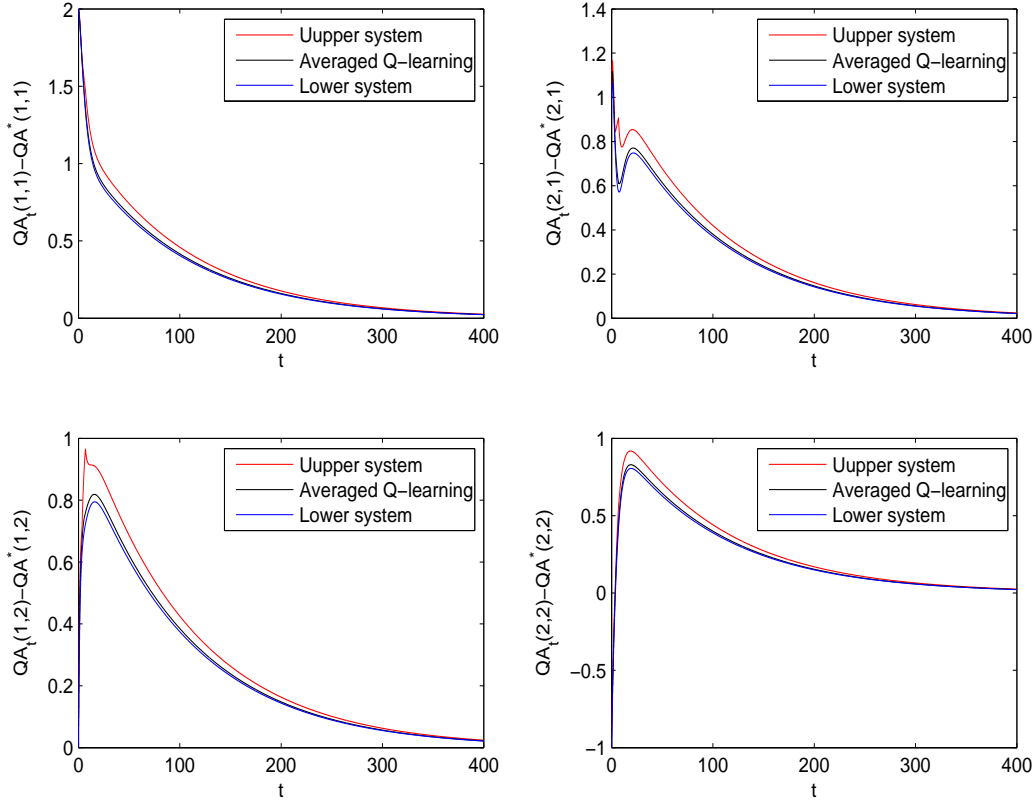 2
1.5
1
0.5
0
0
100
200
300
400
t
QA_t(1,1)−QA^*(1,1)
Uupper system
Averaged Q−learning
Lower system
1.4
1.2
1
0.8
0.6
0.4
0.2
0
0
100
200
300
400
t
QA_t(2,1)−QA^*(2,1)
Uupper system
Averaged Q−learning
Lower system
1
0.8
0.6
0.4
0.2
0
0
100
200
300
400
t
QA_t(1,2)−QA^*(1,2)
Uupper system
Averaged Q−learning
Lower system
1
0.5
0
−0.5
−1
0
100
200
300
400
t
QA_t(2,2)−QA^*(2,2)
Uupper system
Averaged Q−learning
Lower system